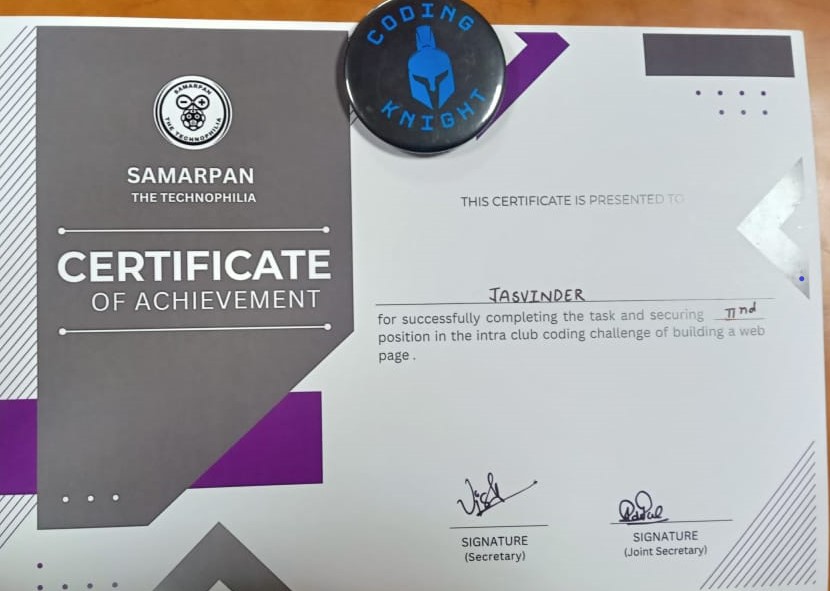 CODING
KNIGHT
SAMARPAN
THE TECHNOPHILIA
SAMARPAN
THE TECHNOPHILIA
CERTIFICATE
OF ACHIEVEMENT
THIS CERTIFICATE IS PRESENTED TO
JASVINDER
for successfully completing the task and securing IInd
position in the intra club coding challenge of building a web
page .
SIGNATURE
(Secretary)
SIGNATURE
(Joint Secretary)